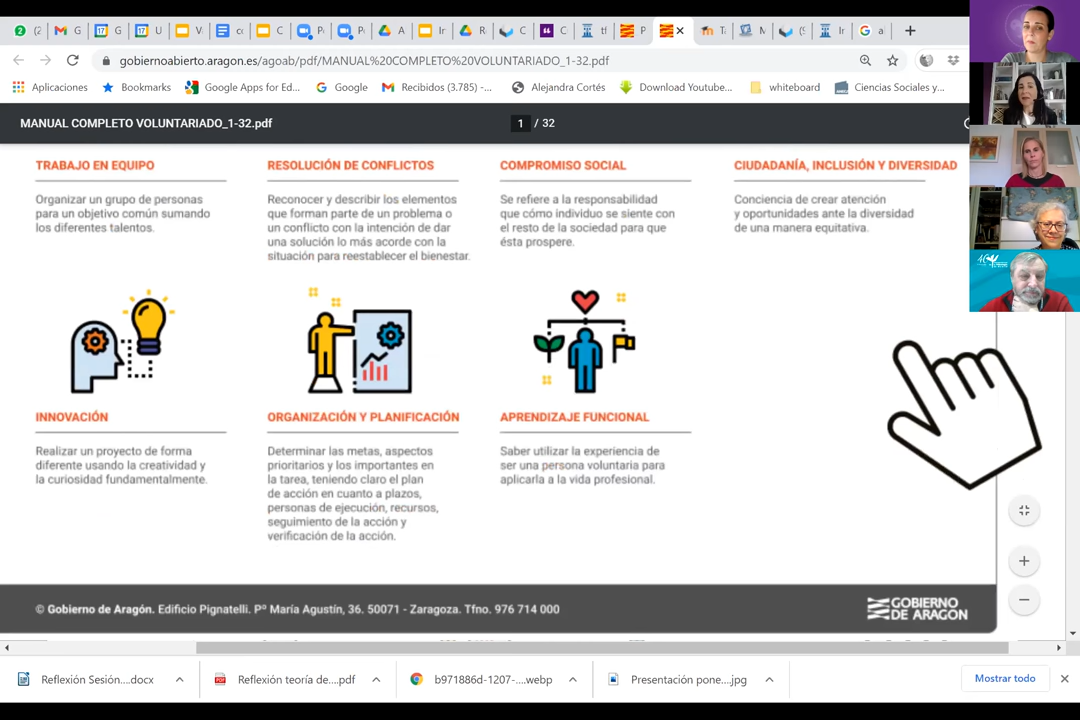 gobiernoabierto.aragon.es/agoab/pdf/MANUAL%20COMPLETO%20VOLUNTARIADO_1-32.pdf
Aplicaciones Bookmarks Google Apps for Ed... Google Recibidos (3.785) -... Alejandra Cortés Download Youtube... whiteboard Ciencias Sociales y...
MANUAL COMPLETO VOLUNTARIADO_1-32.pdf 1 / 32
TRABAJO EN EQUIPO
Organizar un grupo de personas
para un objetivo común sumando
los diferentes talentos.
RESOLUCIÓN DE CONFLICTOS
Reconocer y describir los elementos
que forman parte de un problema o
un conflicto con la intención de dar
una solución lo más acorde con la
situación para reestablecer el bienestar.
COMPROMISO SOCIAL
Se refiere a la responsabilidad
que cómo individuo se siente con
el resto de la sociedad para que
ésta prospere.
CIUDADANÍA, INCLUSIÓN Y DIVERSIDAD
Conciencia de crear atención
y oportunidades ante la diversidad
de una manera equitativa.
INNOVACIÓN
Realizar un proyecto de forma
diferente usando la creatividad y
la curiosidad fundamentalmente.
ORGANIZACIÓN Y PLANIFICACIÓN
Determinar las metas, aspectos
prioritarios y los importantes en
la tarea, teniendo claro el plan
de acción en cuanto a plazos,
personas de ejecución, recursos,
seguimiento de la acción y
verificación de la acción.
APRENDIZAJE FUNCIONAL
Saber utilizar la experiencia de
ser una persona voluntaria para
aplicarla a la vida profesional.
© Gobierno de Aragón. Edificio Pignatelli. Pº María Agustín, 36. 50071 - Zaragoza. Tfno. 976 714 000
GOBIERNO
DE ARAGON
Reflexión Sesión....docx Reflexión teoría de....pdf b971886d-1207-....webp Presentación pone....jpg Mostrar todo